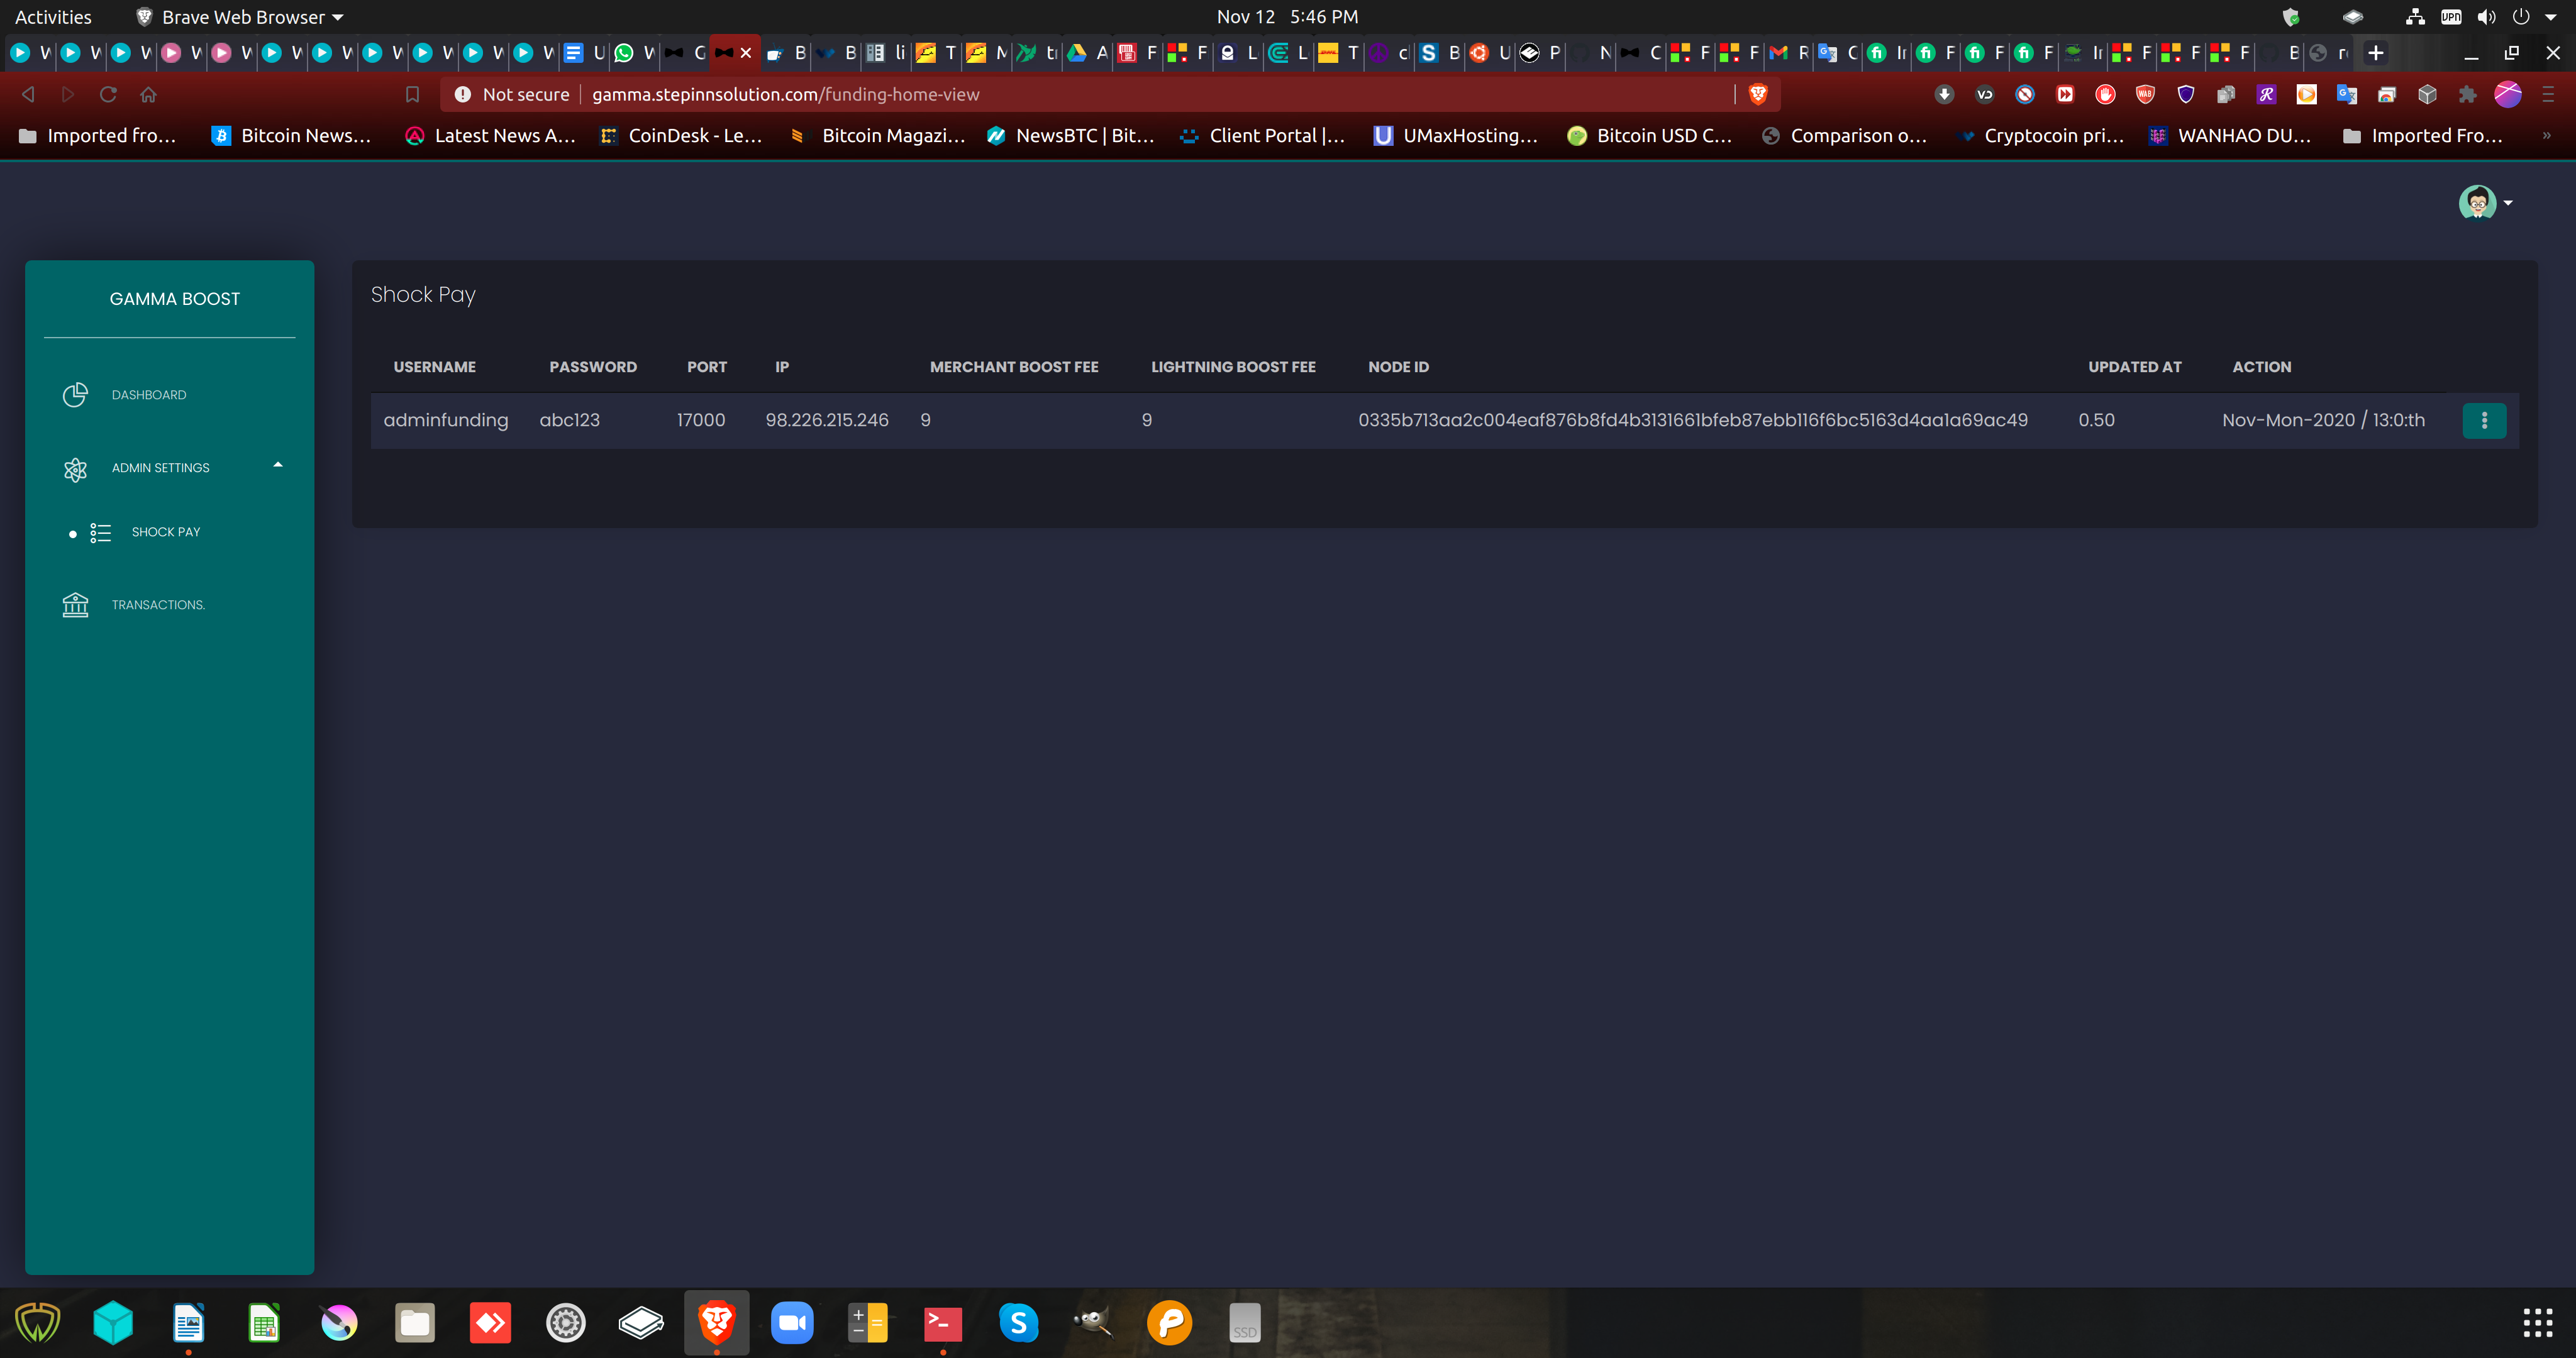 Activities Brave Web Browser Nov 12 5:46 PM VPN
Not secure gamma.stepinnsolution.com/funding-home-view
Imported fro... Bitcoin News... Latest News A... CoinDesk - Le... Bitcoin Magazi... NewsBTC | Bit... Client Portal |... UMaxHosting... Bitcoin USD C... Comparison o... Cryptocoin pri... WANHAO DU... Imported Fro... »
GAMMA BOOST
DASHBOARD
ADMIN SETTINGS
SHOCK PAY
TRANSACTIONS.
Shock Pay
USERNAME PASSWORD PORT IP MERCHANT BOOST FEE LIGHTNING BOOST FEE NODE ID UPDATED AT ACTION
adminfunding abc123 17000 98.226.215.246 9 9 0335b713aa2c004eaf876b8fd4b3131661bfeb87ebb116f6bc5163d4aa1a69ac49 0.50 Nov-Mon-2020 / 13:0:th
SSD